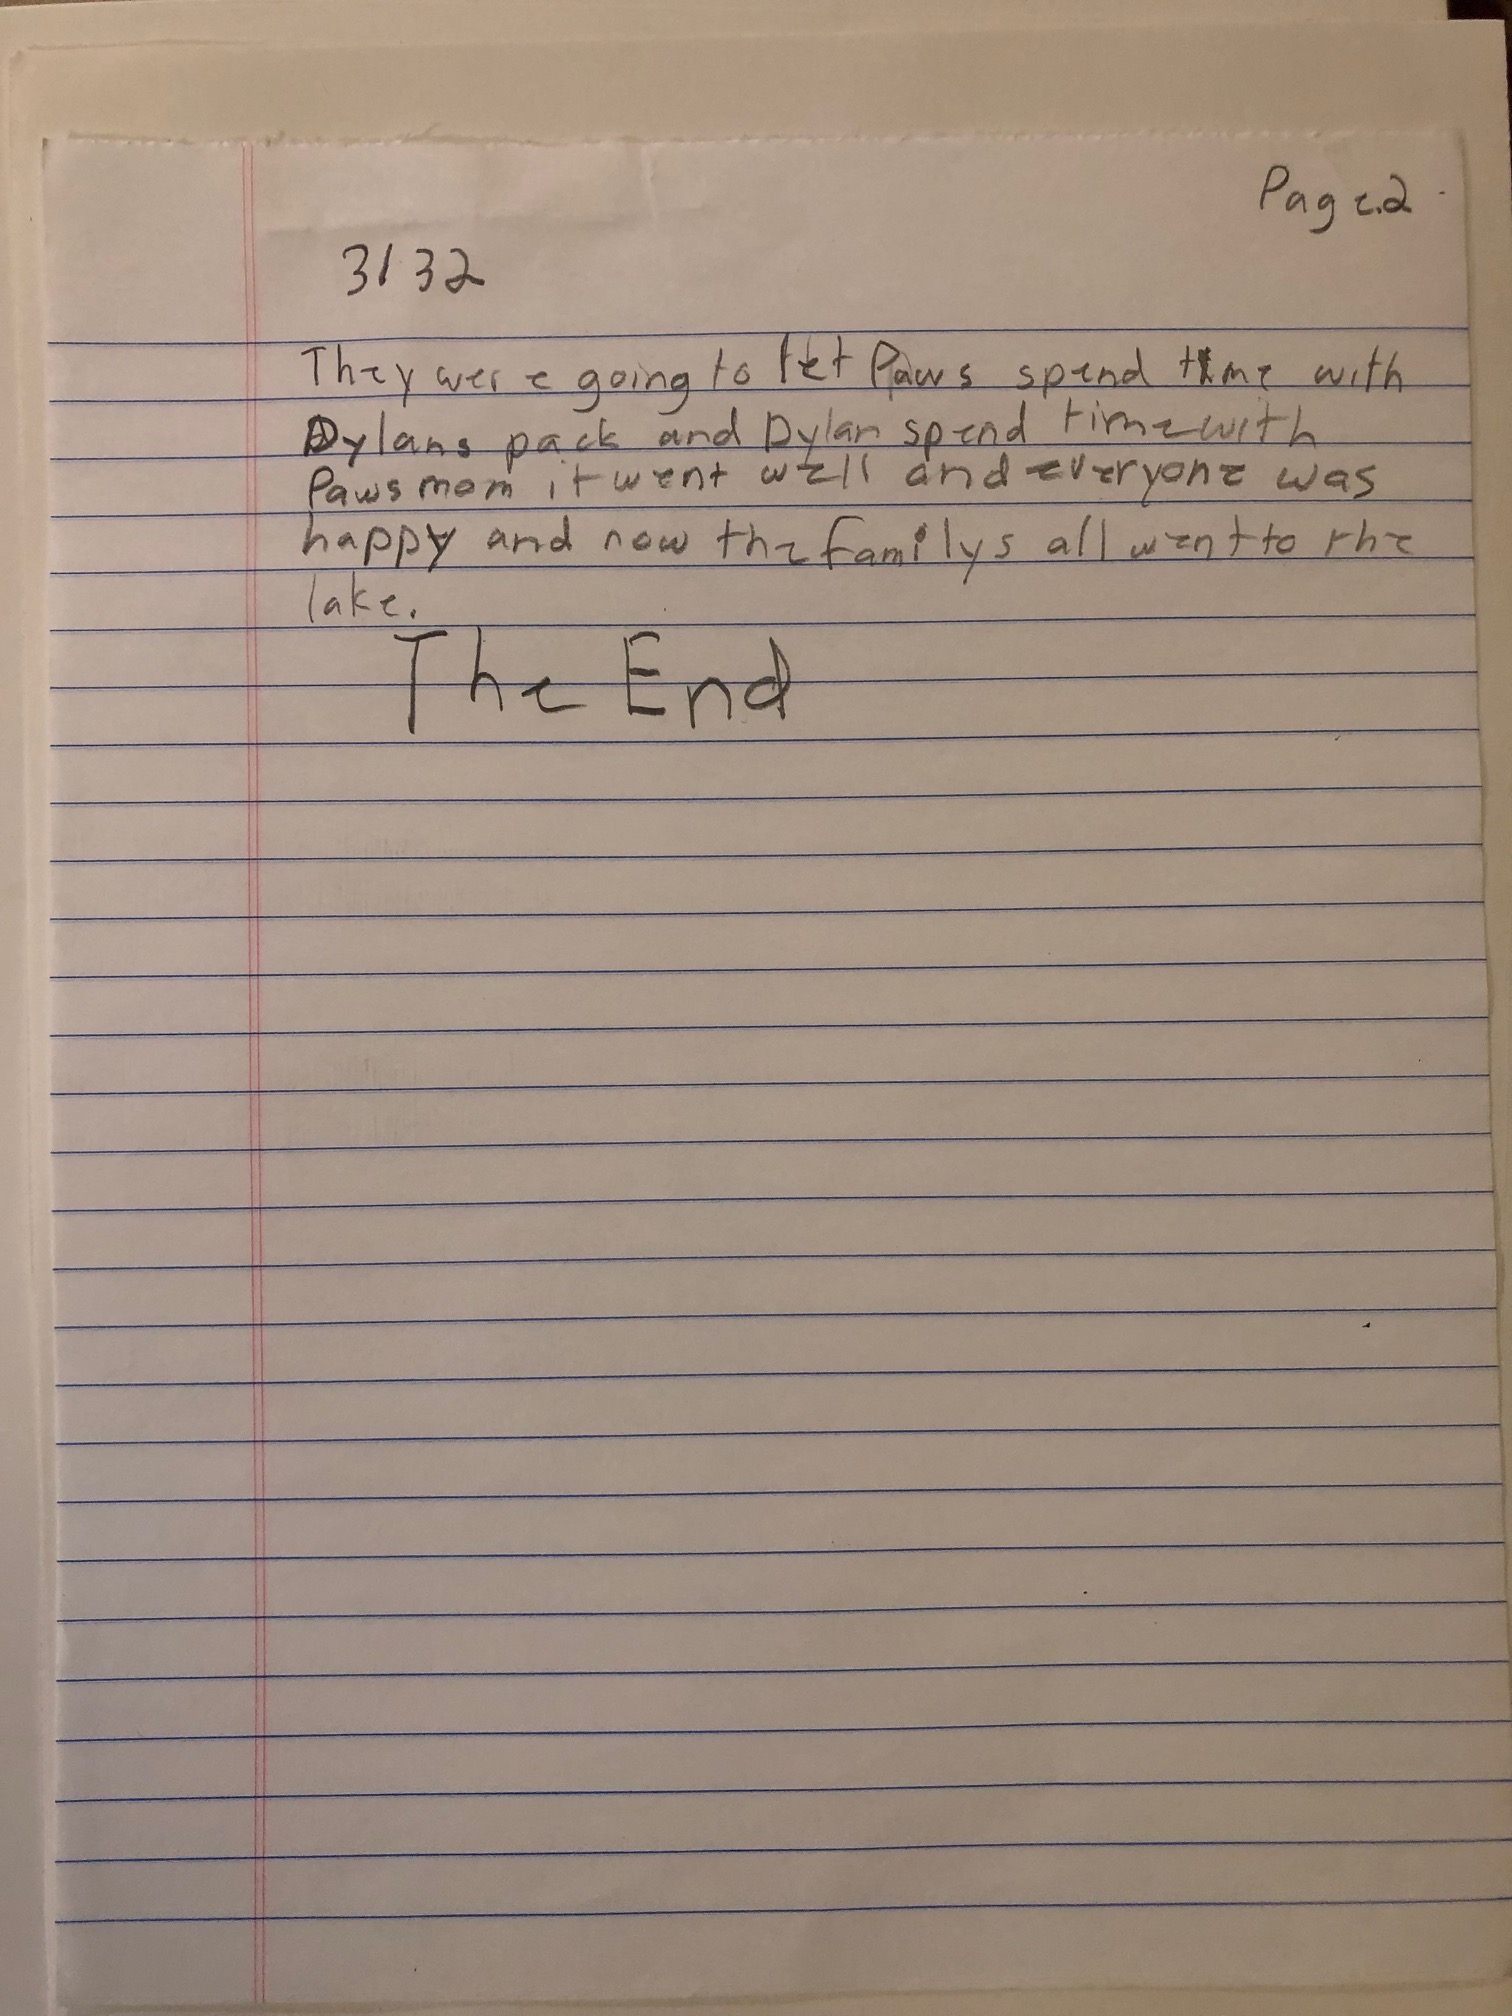 Page.2
3132
They were going to let Paws spend time with
Dylans pack and Dylan spend time with
Paws mom it went well and everyone was
happy and now the familys all went to the
lake.
The End